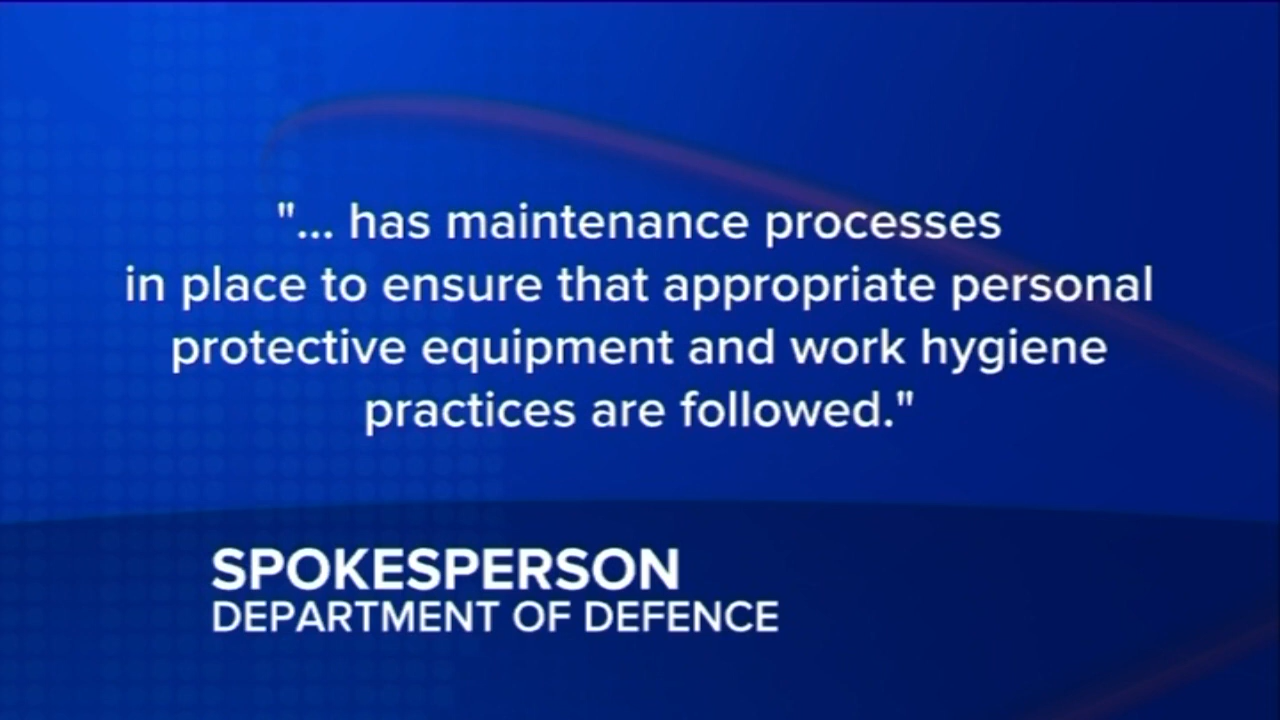 "... has maintenance processes
in place to ensure that appropriate personal
protective equipment and work hygiene
practices are followed."
SPOKESPERSON
DEPARTMENT OF DEFENCE